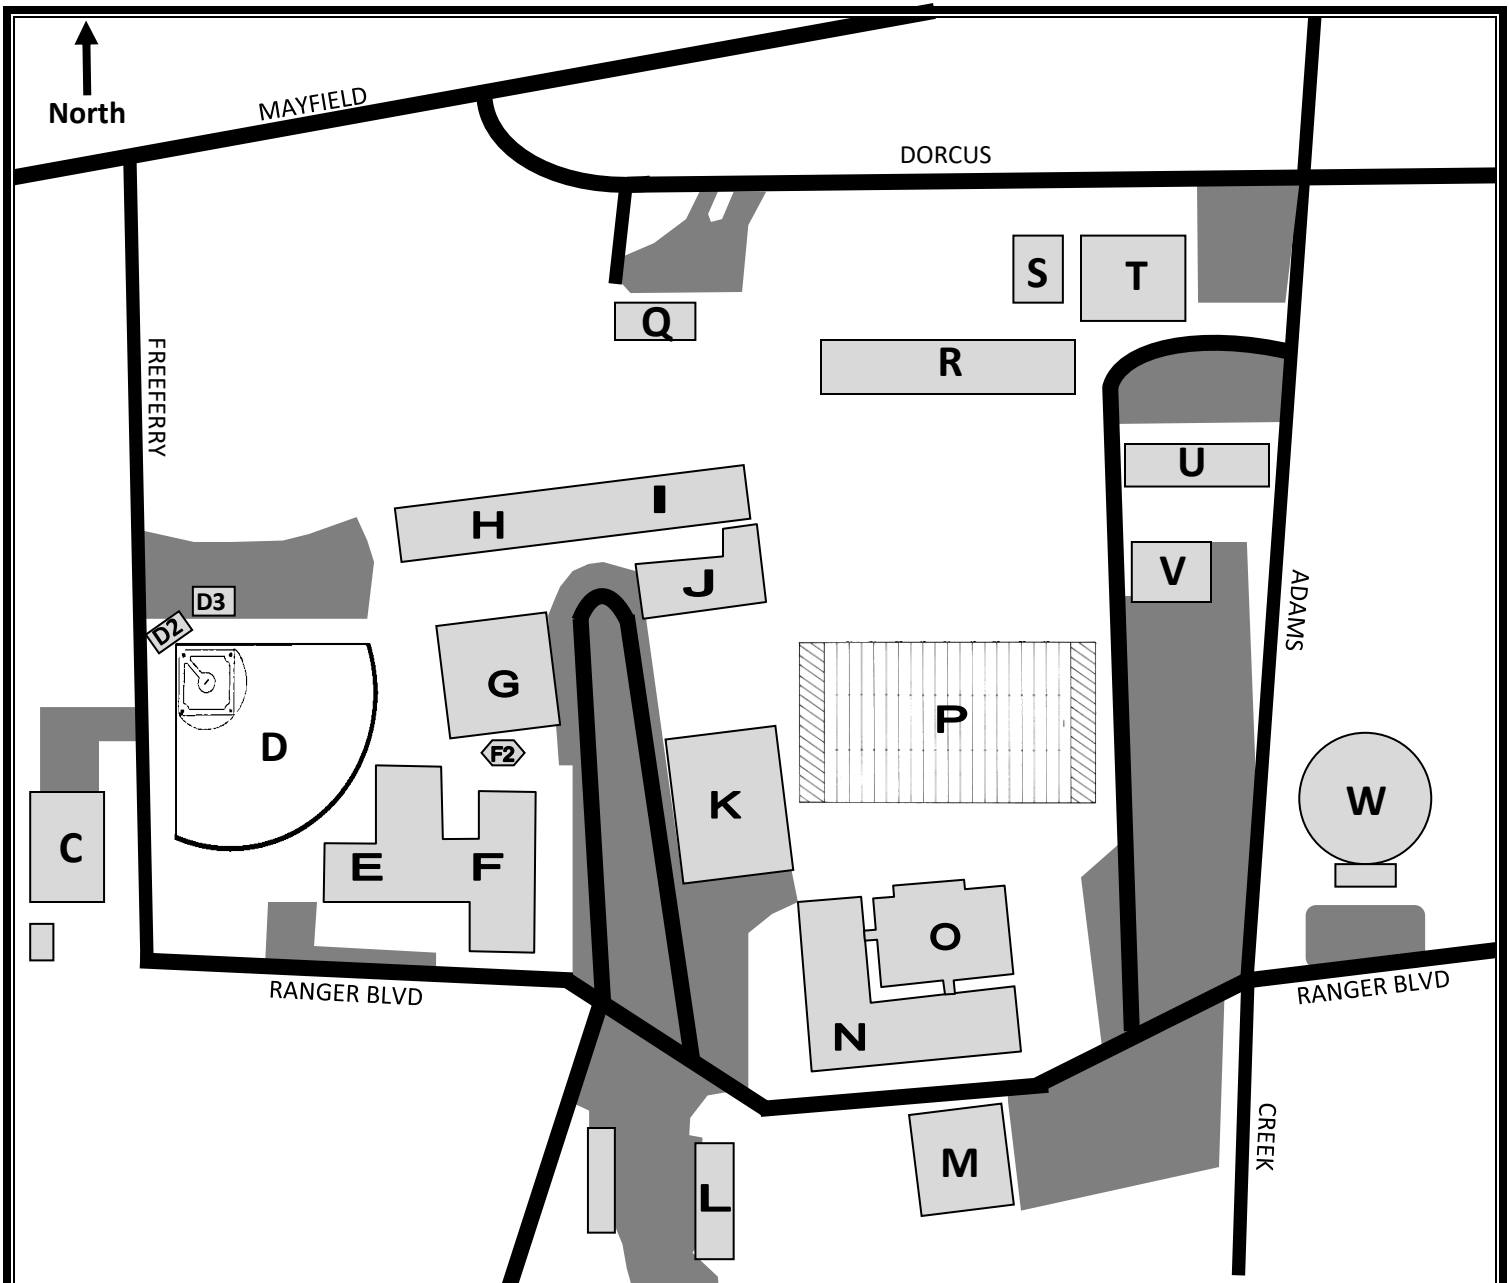 North
MAYFIELD
DORCUS
FREEFERRY
S
T
Q
R
U
I
H
V
J
ADAMS
D3
D2
G
P
F2
D
K
W
C
E
F
O
RANGER BLVD
RANGER BLVD
N
CREEK
M
L